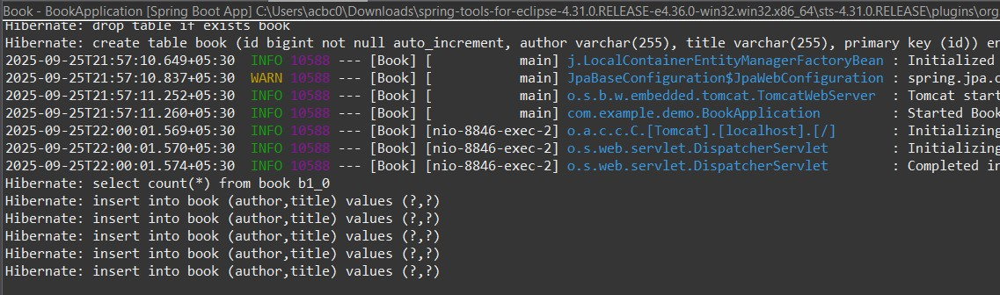 Book - BookApplication [Spring Boot App] C:\Users\acbc0\Downloads\spring-tools-for-eclipse-4.31.0.RELEASE-e4.36.0-win32.win32.x86_64\sts-4.31.0.RELEASE\plugins\org
Hibernate: drop table if exists book
Hibernate: create table book (id bigint not null auto_increment, author varchar(255), title varchar(255), primary key (id)) en
2025-09-25T21:57:10.649+05:30  INFO 10588 --- [Book] [           main] j.LocalContainerEntityManagerFactoryBean : Initialized
2025-09-25T21:57:10.837+05:30  WARN 10588 --- [Book] [           main] JpaBaseConfiguration$JpaWebConfiguration : spring.jpa.o
2025-09-25T21:57:11.252+05:30  INFO 10588 --- [Book] [           main] o.s.b.w.embedded.tomcat.TomcatWebServer  : Tomcat start
2025-09-25T21:57:11.260+05:30  INFO 10588 --- [Book] [           main] com.example.demo.BookApplication         : Started Book
2025-09-25T22:00:01.569+05:30  INFO 10588 --- [Book] [nio-8846-exec-2] o.a.c.c.C.[Tomcat].[localhost].[/]       : Initializing
2025-09-25T22:00:01.570+05:30  INFO 10588 --- [Book] [nio-8846-exec-2] o.s.web.servlet.DispatcherServlet        : Initializing
2025-09-25T22:00:01.574+05:30  INFO 10588 --- [Book] [nio-8846-exec-2] o.s.web.servlet.DispatcherServlet        : Completed in
Hibernate: select count(*) from book b1_0
Hibernate: insert into book (author,title) values (?,?)
Hibernate: insert into book (author,title) values (?,?)
Hibernate: insert into book (author,title) values (?,?)
Hibernate: insert into book (author,title) values (?,?)
Hibernate: insert into book (author,title) values (?,?)